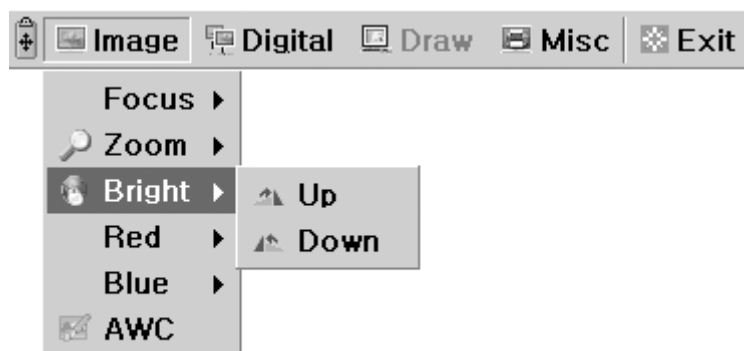 Image Digital Draw Misc Exit
Focus
Zoom
Bright
Up
Red
Down
Blue
AWC